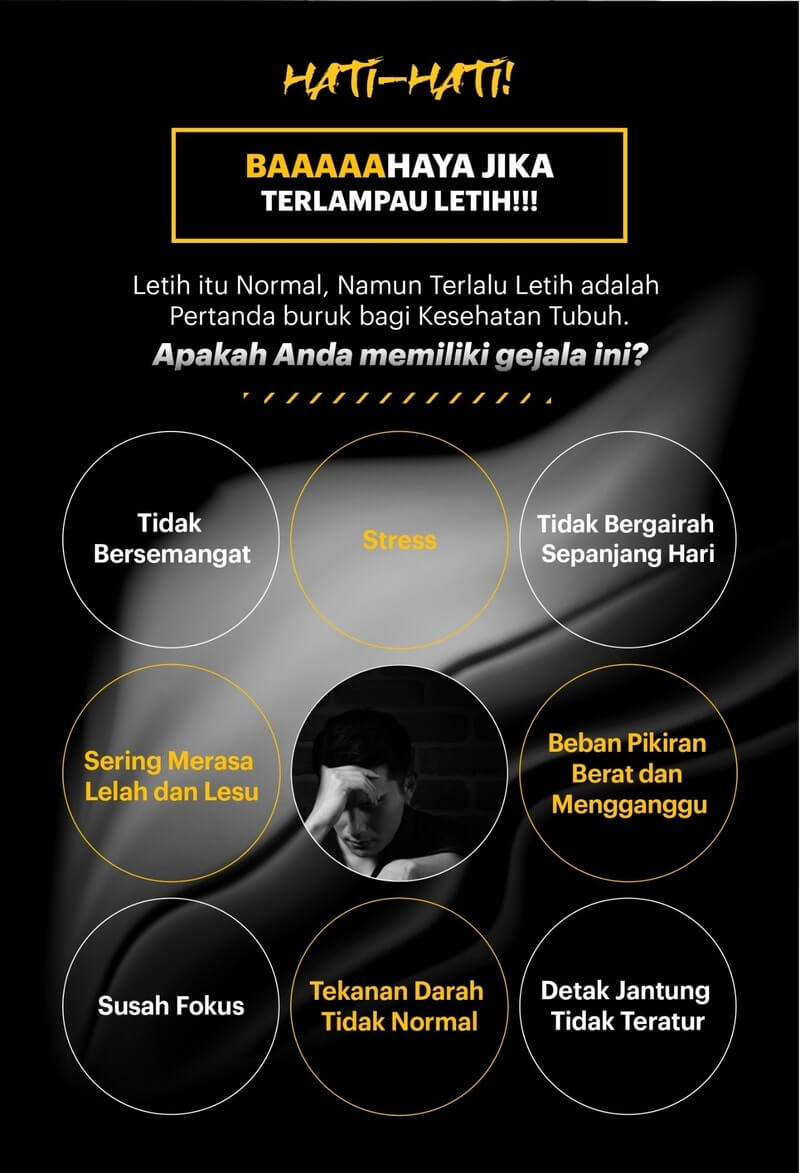 HATI-HATI!
BAAAAAHAYA JIKA
TERLAMPAU LETIH!!!
Letih itu Normal, Namun Terlalu Letih adalah
Pertanda buruk bagi Kesehatan Tubuh.
Apakah Anda memiliki gejala ini?
Tidak
Bersemangat
Stress
Tidak Bergairah
Sepanjang Hari
Sering Merasa
Lelah dan Lesu
Beban Pikiran
Berat dan
Mengganggu
Susah Fokus
Tekanan Darah
Tidak Normal
Detak Jantung
Tidak Teratur